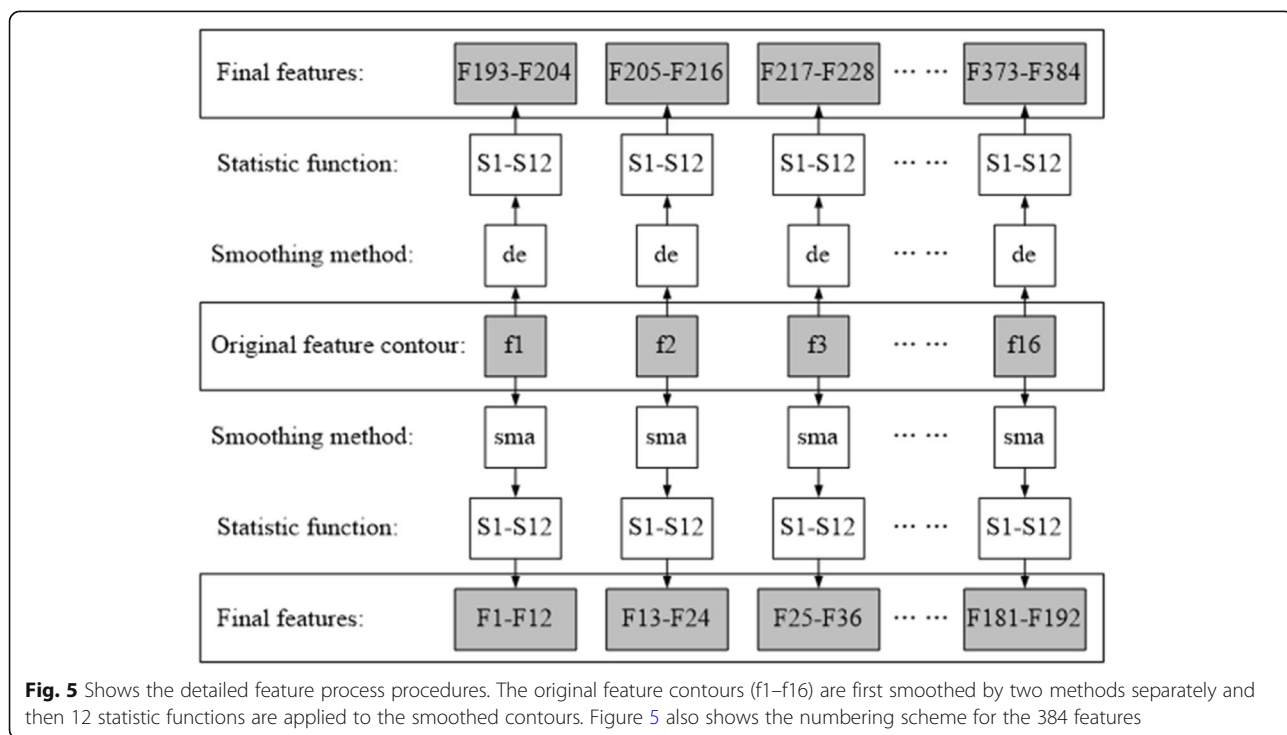 Final features: F193-F204 F205-F216 F217-F228 ··· ··· F373-F384
Statistic function: S1-S12 S1-S12 S1-S12 ··· ··· S1-S12
Smoothing method: de de de ··· ··· de
Original feature contour: f1 f2 f3 ··· ··· f16
Smoothing method: sma sma sma ··· ··· sma
Statistic function: S1-S12 S1-S12 S1-S12 ··· ··· S1-S12
Final features: F1-F12 F13-F24 F25-F36 ··· ··· F181-F192
Fig. 5 Shows the detailed feature process procedures. The original feature contours (f1–f16) are first smoothed by two methods separately and
then 12 statistic functions are applied to the smoothed contours. Figure 5 also shows the numbering scheme for the 384 features